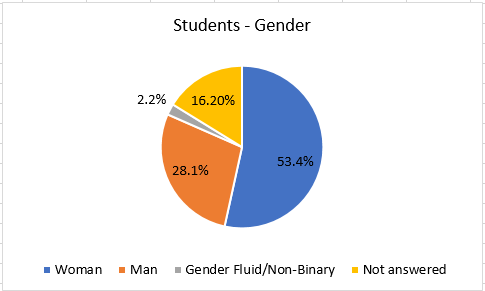 Students - Gender
2.2%
16.20%
53.4%
28.1%
Woman Man Gender Fluid/Non-Binary Not answered